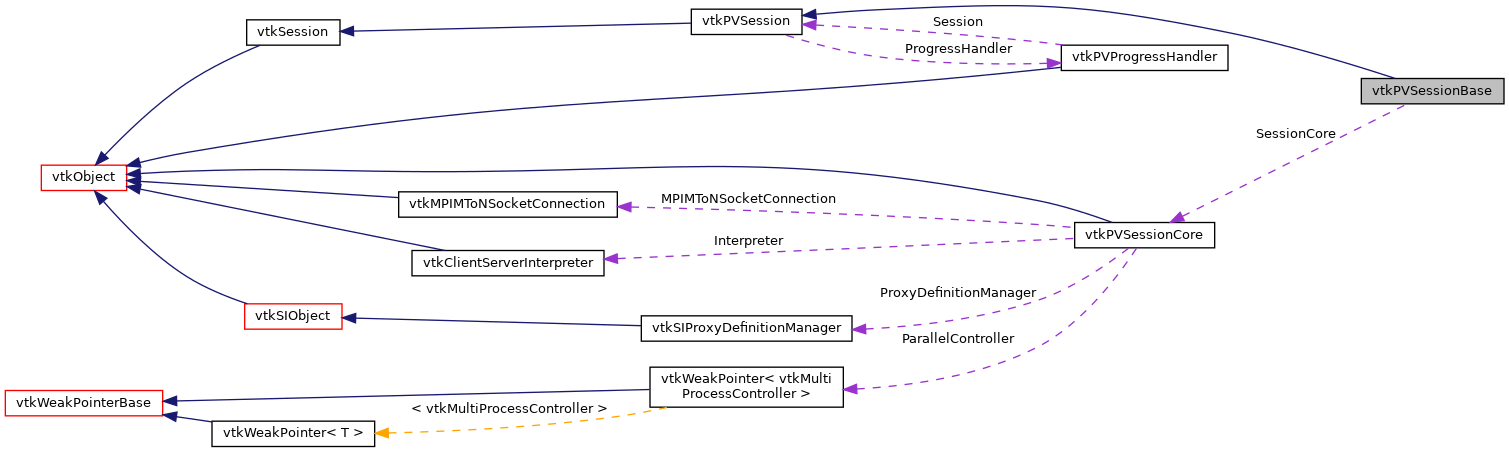 vtkPVSession
Session
vtkSession
ProgressHandler
vtkPVProgressHandler
vtkPVSessionBase
SessionCore
vtkObject
MPIMToNSocketConnection
vtkMPIMToNSocketConnection
vtkPVSessionCore
Interpreter
vtkClientServerInterpreter
ProxyDefinitionManager
vtkSIObject
vtkSIProxyDefinitionManager
ParallelController
vtkWeakPointer< vtkMulti
ProcessController >
vtkWeakPointerBase
< vtkMultiProcessController >
vtkWeakPointer< T >